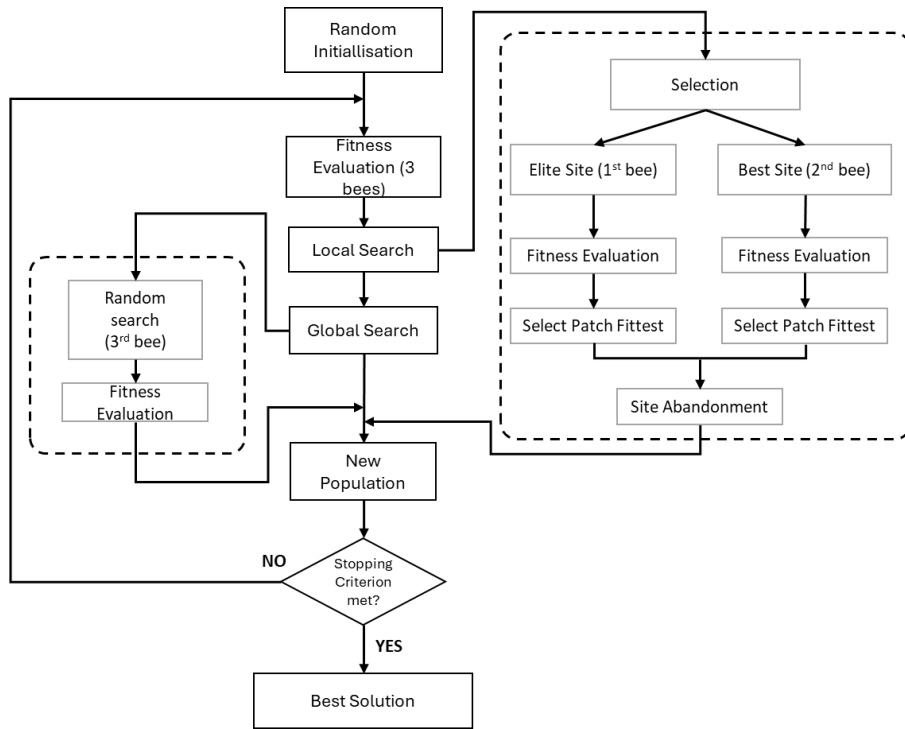 Random
Initiallisation
Fitness
Evaluation (3
bees)
Local Search
Global Search
New
Population
NO
Stopping
Criterion
met?
YES
Best Solution
Random
search
(3rd bee)
Fitness
Evaluation
Selection
Elite Site (1st bee)
Best Site (2nd bee)
Fitness Evaluation
Fitness Evaluation
Select Patch Fittest
Select Patch Fittest
Site Abandonment